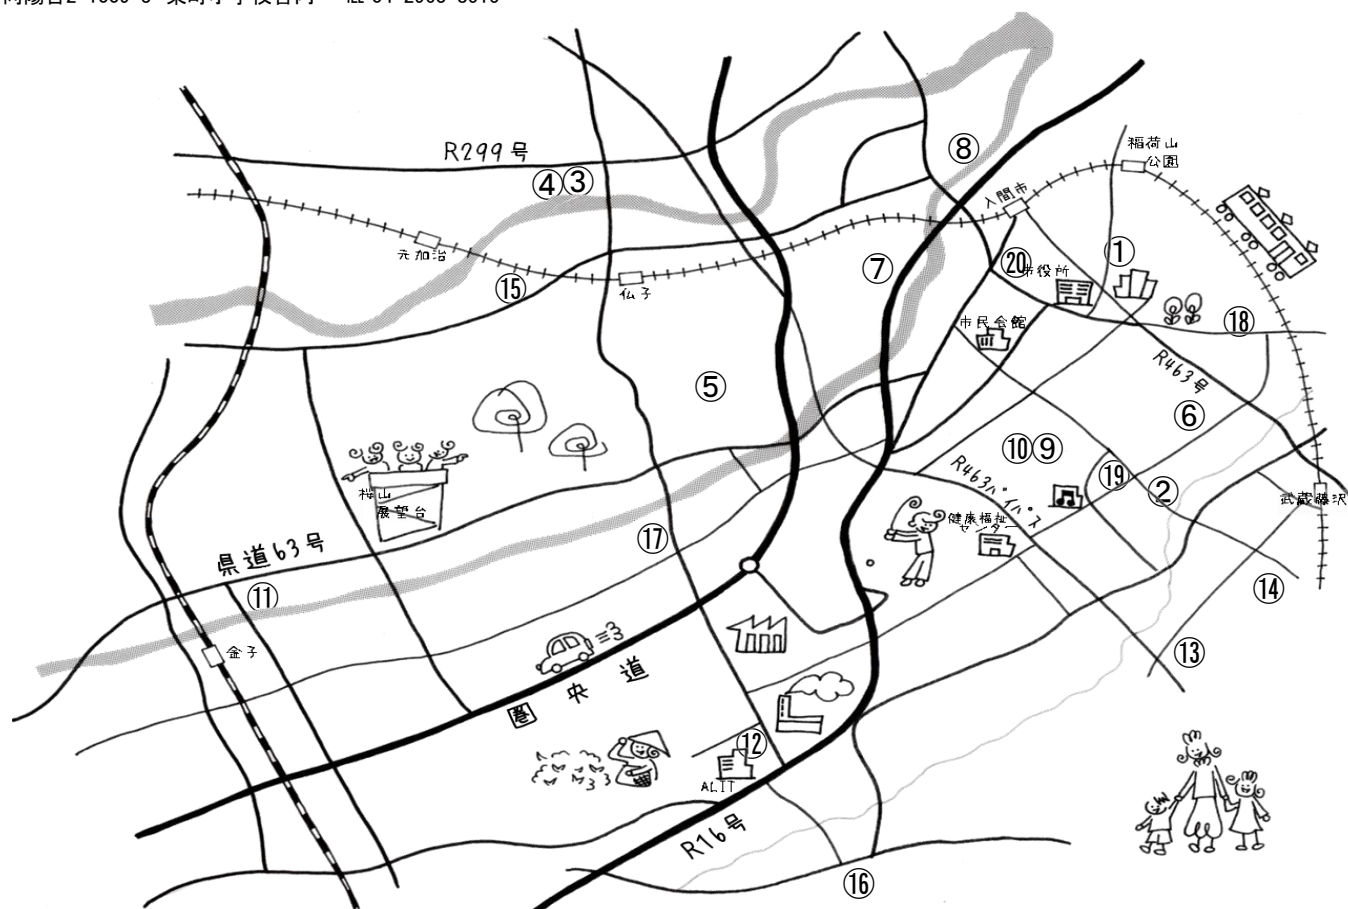 R299号
⑧
福荷山
公園
④③
入間市
元加治
⑮
仏子
⑦
⑳
市役所
①
市民会館
⑱
R463号
⑤
⑥
⑩⑨
R463バイパス
⑲
②
武蔵藤沢
桜山
展望台
健康福祉
センター
県道63号
⑰
⑪
⑭
金子
⑬
圏央道
⑫
ALIT
R16号
⑯